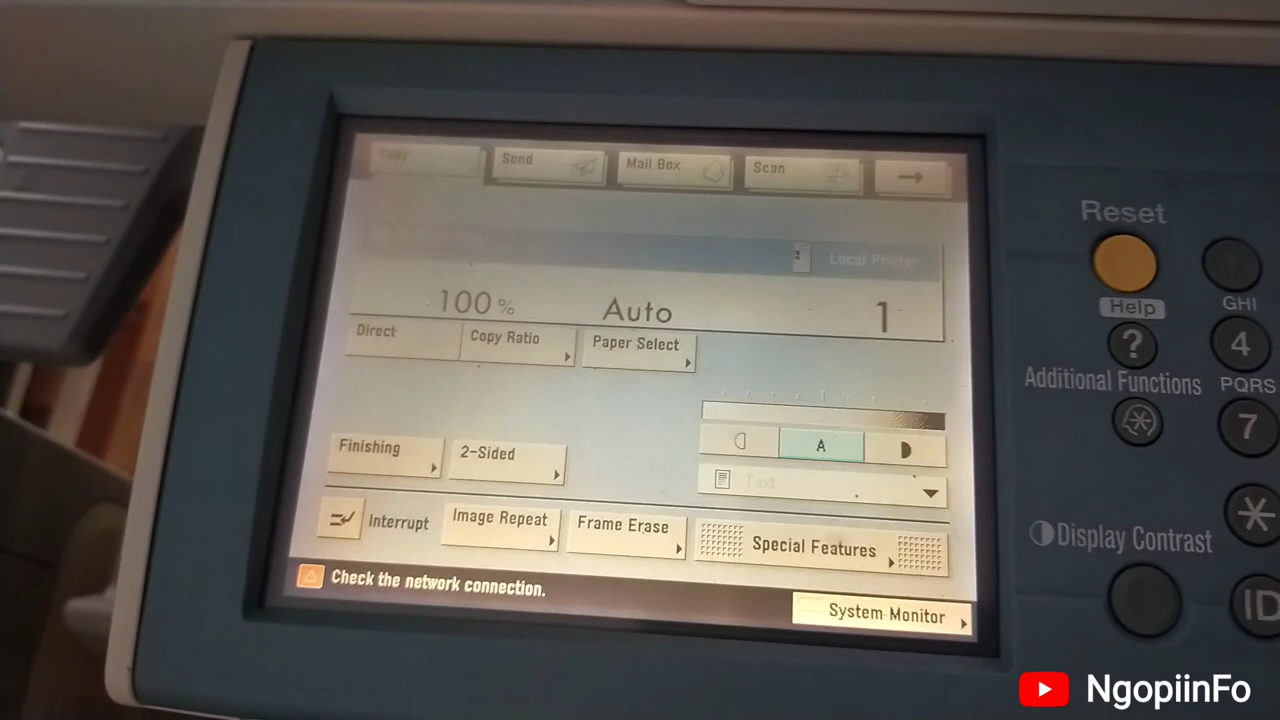 Copy
Send
Mail Box
Scan
Local Printer
100 %
Auto
1
Direct
Copy Ratio
Paper Select
A
Finishing
2-Sided
Text
Interrupt
Image Repeat
Frame Erase
Special Features
Check the network connection.
System Monitor
Reset
Help
?
GHI
4
Additional Functions
PQRS
7
Display Contrast
ID
NgopiinFo